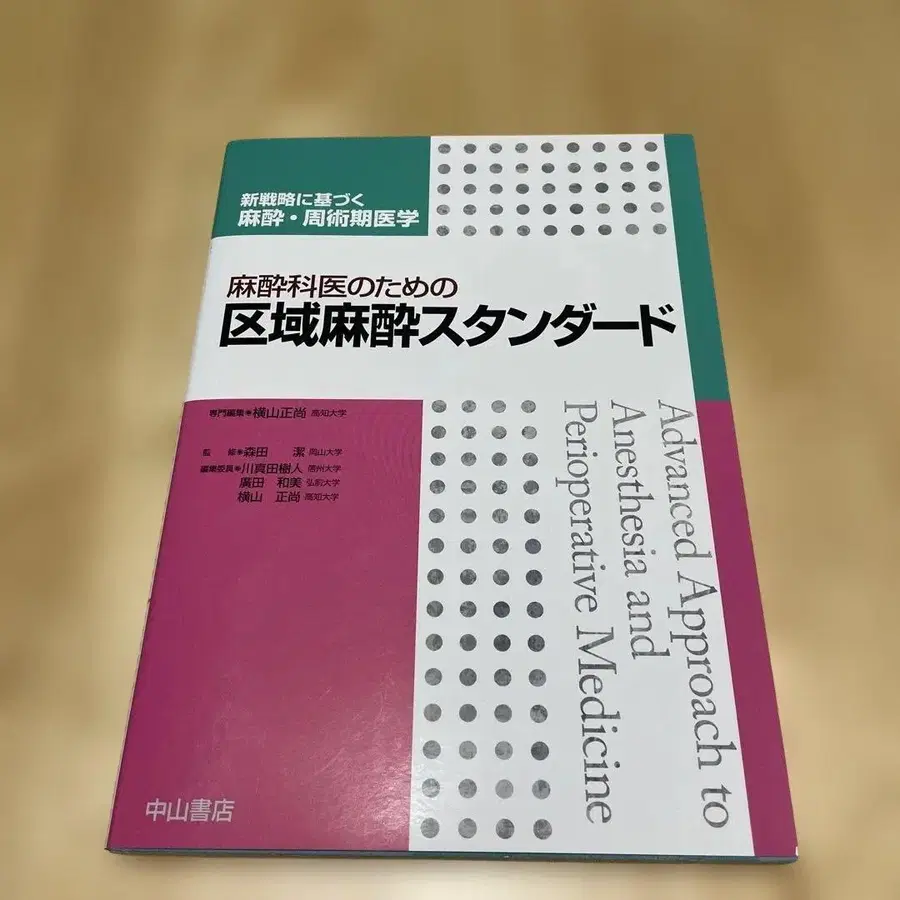 新戦略に基づく
麻酔・周術期医学
麻酔科医のための
区域麻酔スタンダード
専門編集●横山正尚 高知大学
監 修●森田 潔 岡山大学
編集委員●川真田樹人 信州大学
廣田 和美 弘前大学
横山 正尚 高知大学
Advanced Approach to
Anesthesia and
Perioperative Medicine
中山書店